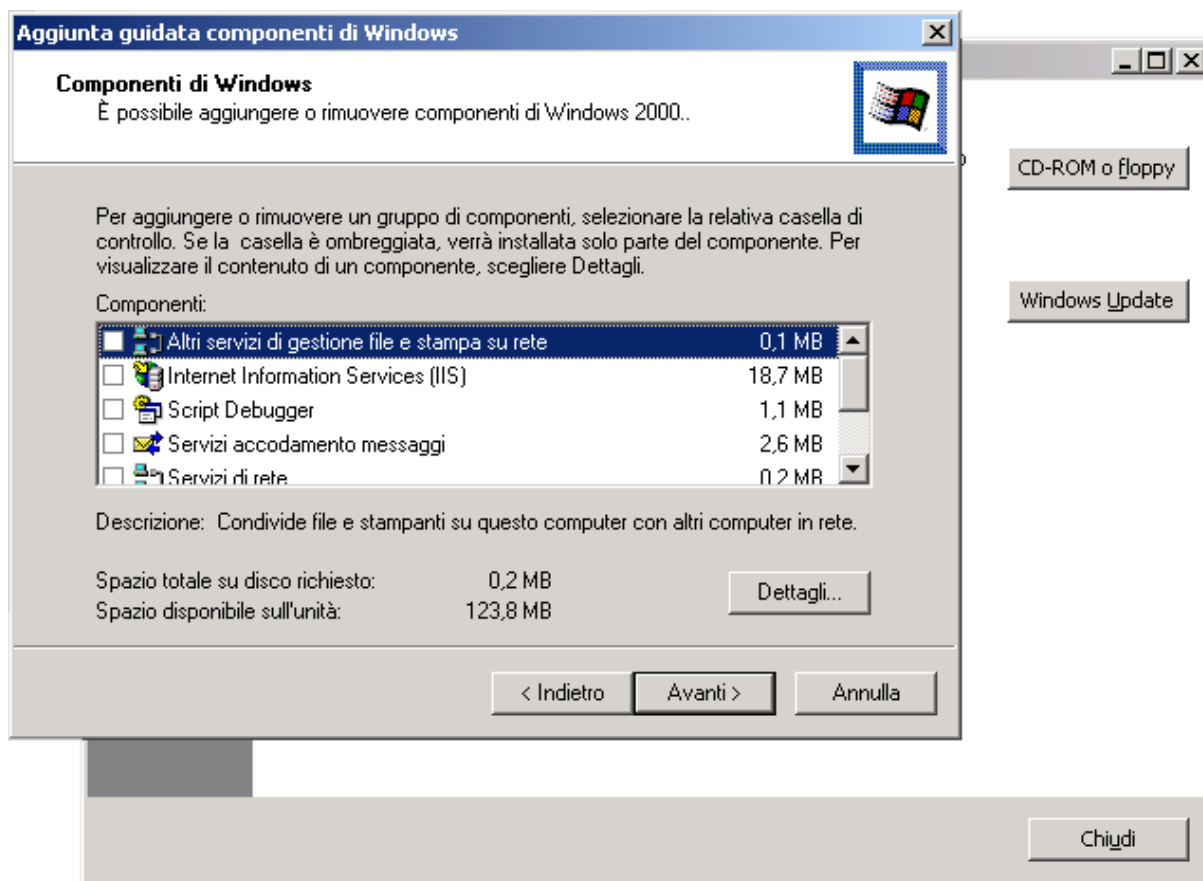 Aggiunta guidata componenti di Windows
Componenti di Windows
È possibile aggiungere o rimuovere componenti di Windows 2000..
CD-ROM o floppy
Per aggiungere o rimuovere un gruppo di componenti, selezionare la relativa casella di
controllo. Se la casella è ombreggiata, verrà installata solo parte del componente. Per
visualizzare il contenuto di un componente, scegliere Dettagli.
Windows Update
Componenti:
Altri servizi di gestione file e stampa su rete 0,1 MB
Internet Information Services (IIS) 18,7 MB
Script Debugger 1,1 MB
Servizi accodamento messaggi 2,6 MB
Servizi di rete 0,2 MB
Descrizione: Condivide file e stampanti su questo computer con altri computer in rete.
Spazio totale su disco richiesto: 0,2 MB
Spazio disponibile sull'unità: 123,8 MB
Dettagli...
< Indietro Avanti > Annulla
Chiudi